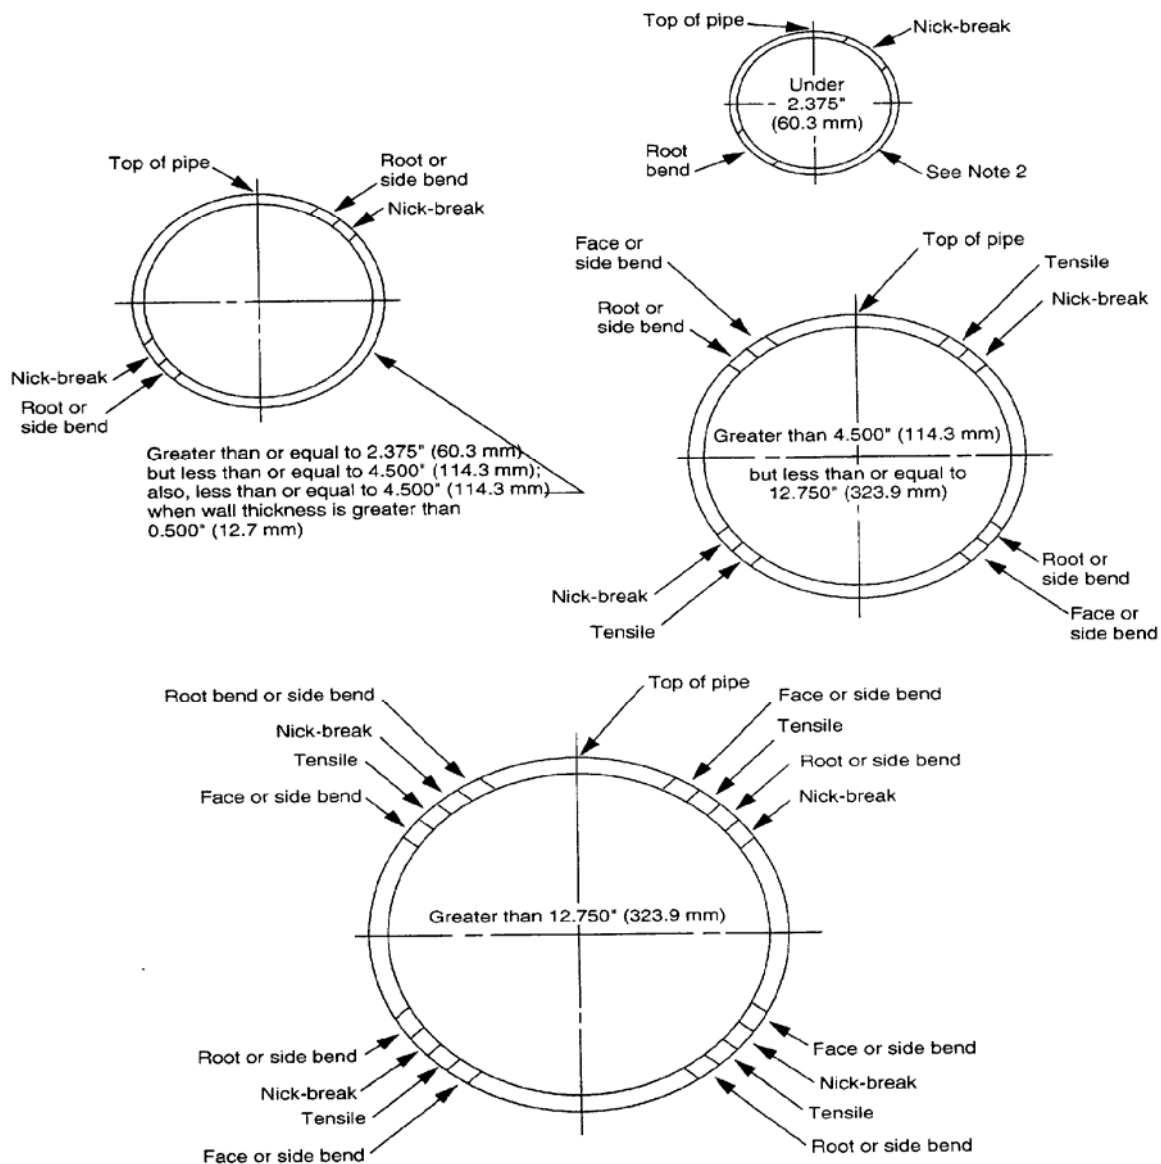 Top of pipe
Nick-break
Under
2.375"
(60.3 mm)
Root
bend
See Note 2
Top of pipe
Root or
side bend
Nick-break
Nick-break
Root or
side bend
Greater than or equal to 2.375" (60.3 mm)
but less than or equal to 4.500" (114.3 mm);
also, less than or equal to 4.500" (114.3 mm)
when wall thickness is greater than
0.500" (12.7 mm)
Face or
side bend
Top of pipe
Tensile
Root or
side bend
Nick-break
Greater than 4.500" (114.3 mm)
but less than or equal to
12.750" (323.9 mm)
Nick-break
Tensile
Root or
side bend
Face or
side bend
Top of pipe
Root bend or side bend
Nick-break
Tensile
Face or side bend
Face or side bend
Tensile
Root or side bend
Nick-break
Greater than 12.750" (323.9 mm)
Root or side bend
Nick-break
Tensile
Face or side bend
Face or side bend
Nick-break
Tensile
Root or side bend